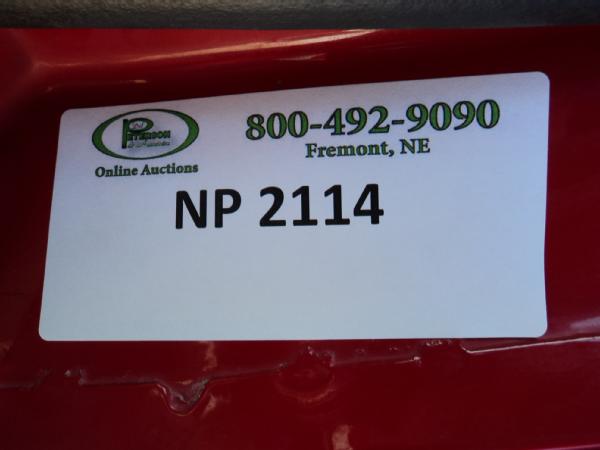 PETERSON
Online Auctions
800-492-9090
Fremont, NE
NP 2114